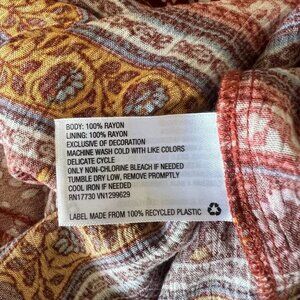 BODY: 100% RAYON
LINING: 100% RAYON
EXCLUSIVE OF DECORATION
MACHINE WASH COLD WITH LIKE COLORS
DELICATE CYCLE
ONLY NON-CHLORINE BLEACH IF NEEDED
TUMBLE DRY LOW, REMOVE PROMPTLY
COOL IRON IF NEEDED
RN17730 VN1299629
LABEL MADE FROM 100% RECYCLED PLASTIC